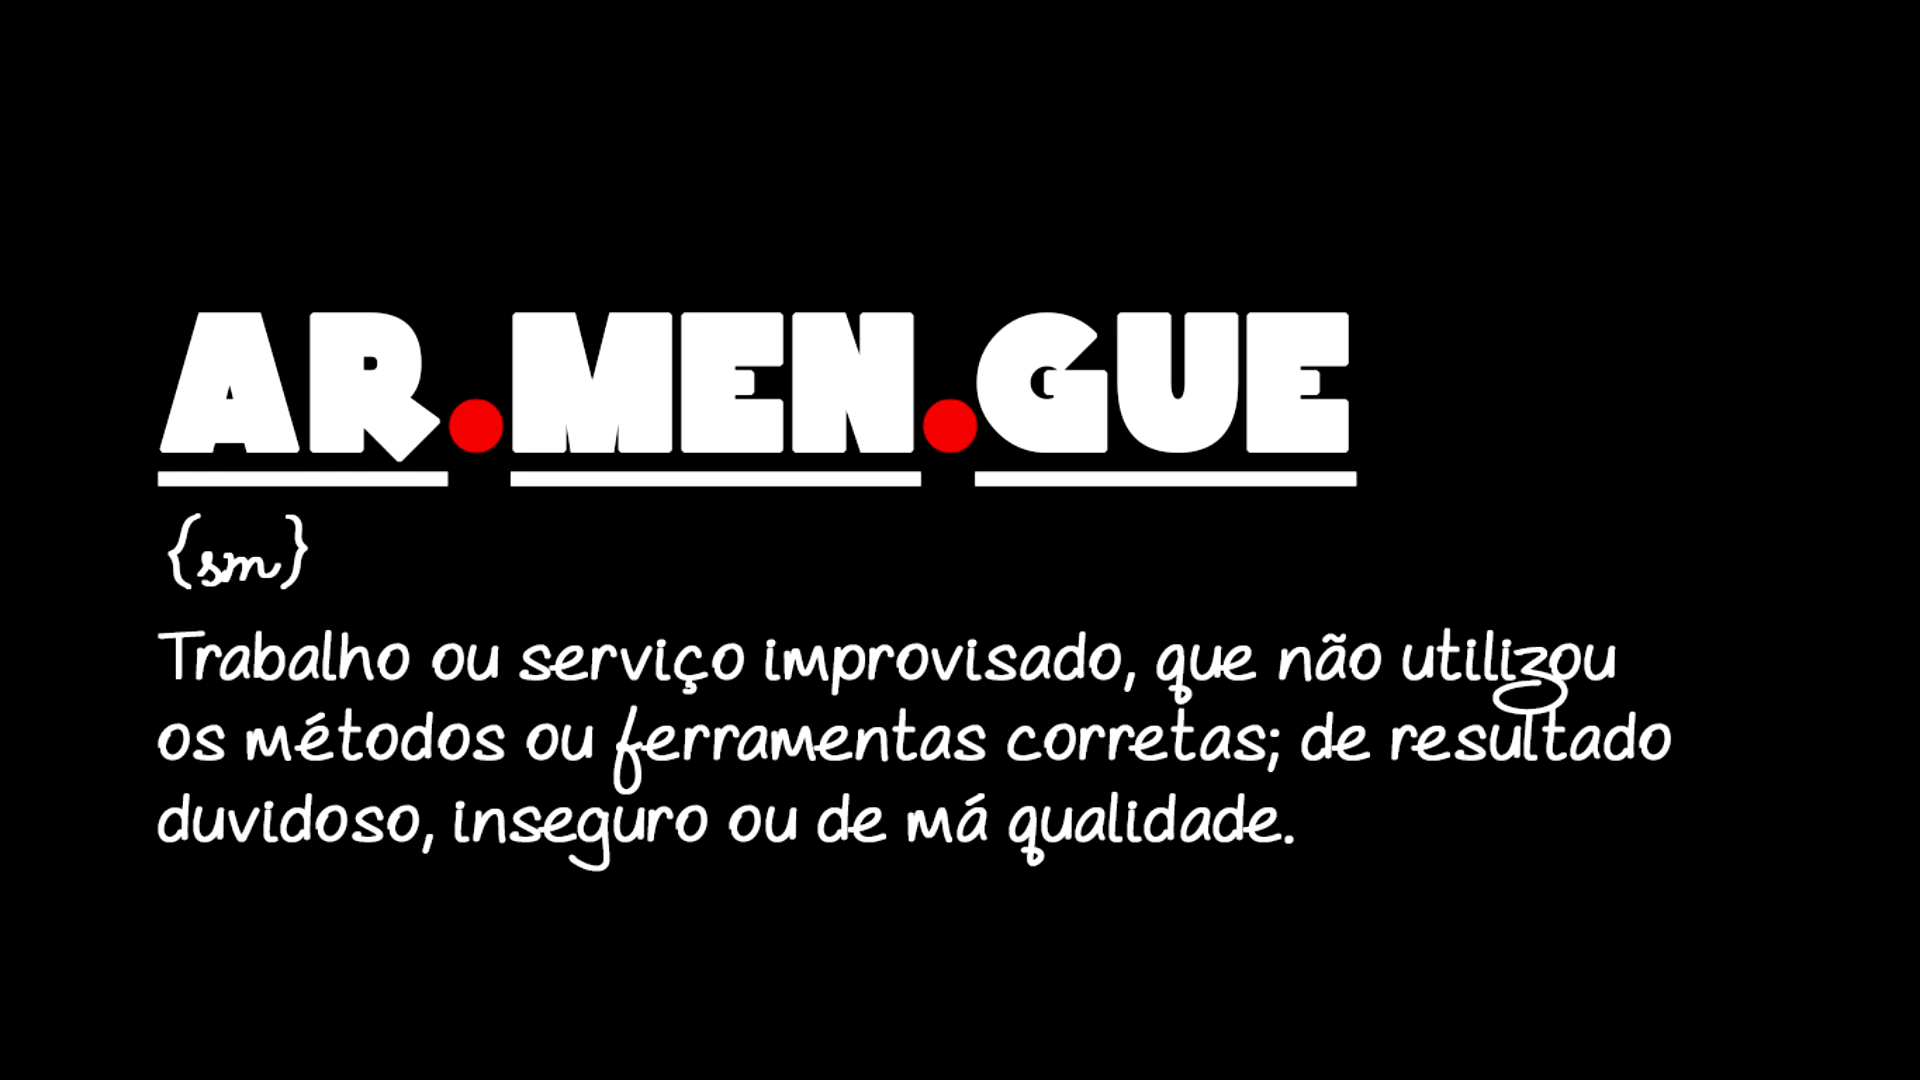 AR.MEN.GUE
{sm}
Trabalho ou serviço improvisado, que não utilizou
os métodos ou ferramentas corretas; de resultado
duvidoso, inseguro ou de má qualidade.